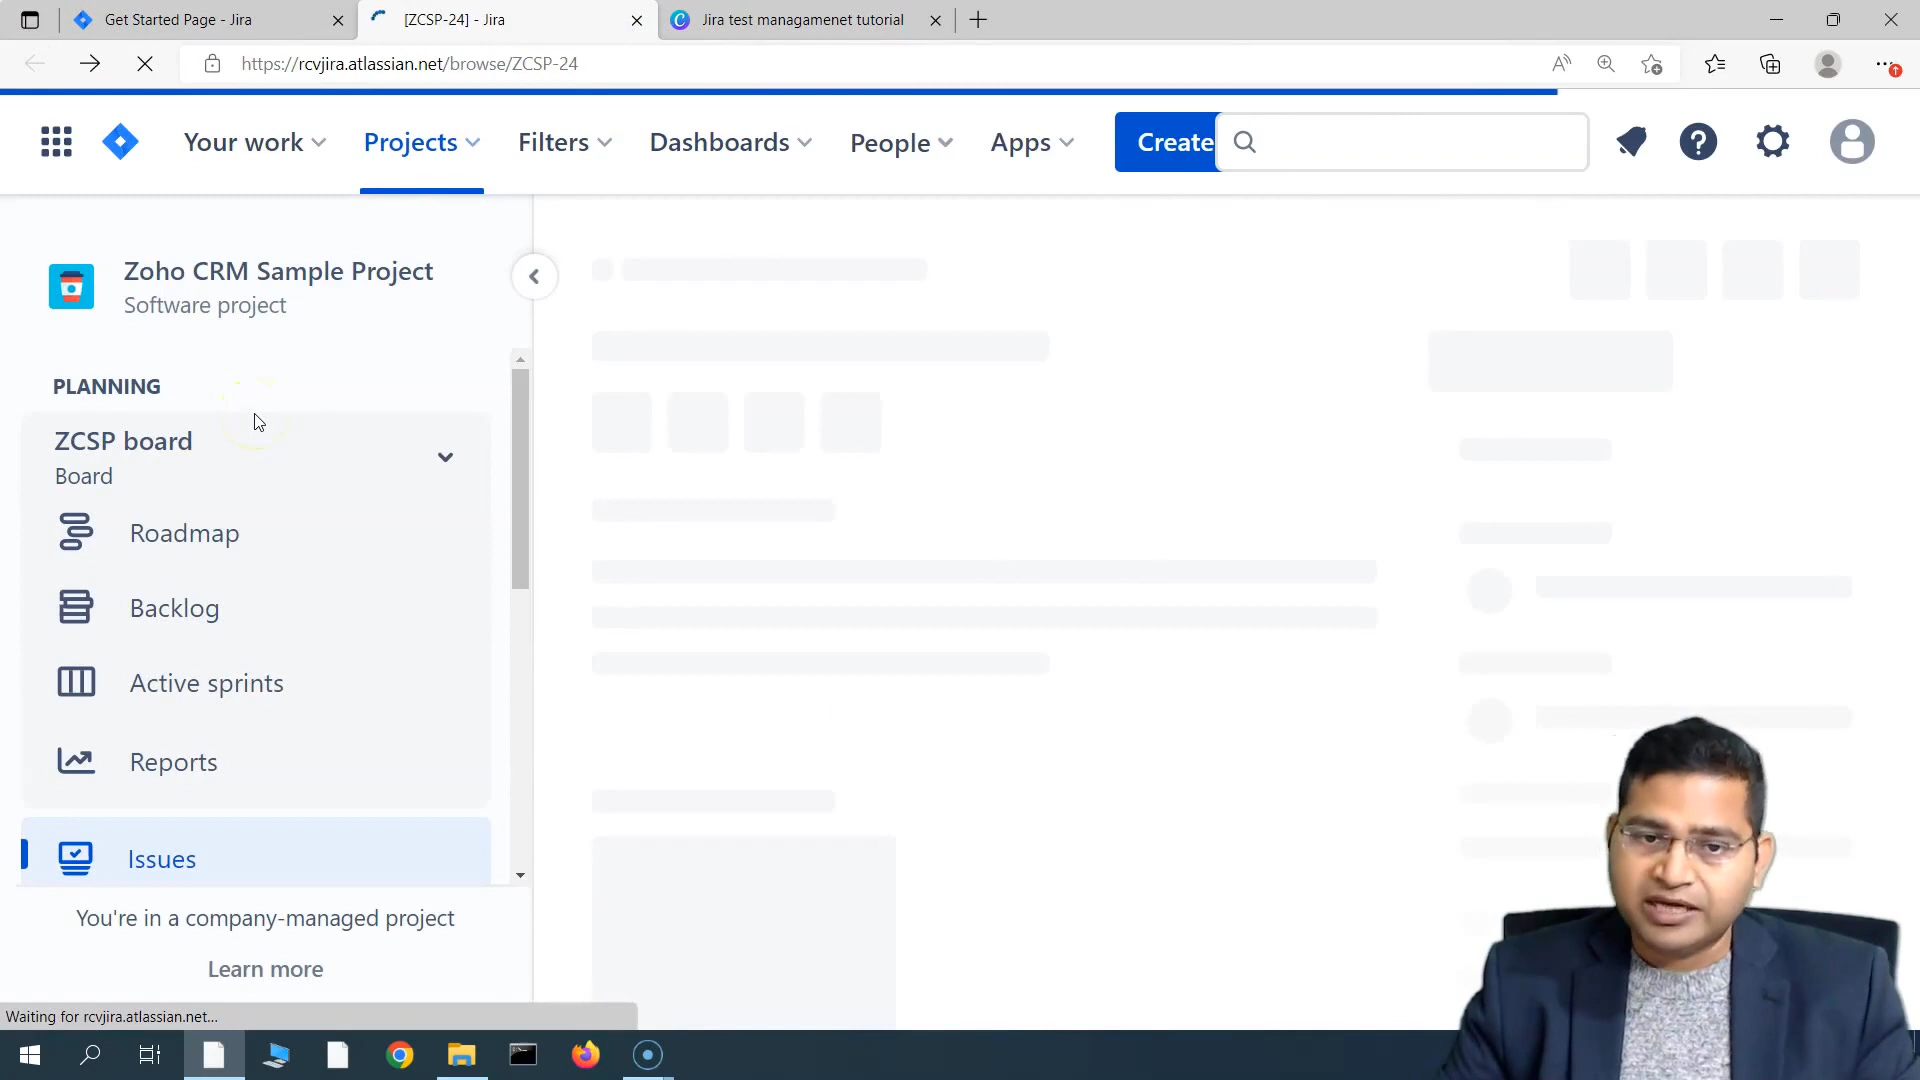 Get Started Page - Jira
[ZCSP-24] - Jira
Jira test managamenet tutorial
https://rcvjira.atlassian.net/browse/ZCSP-24
Your work
Projects
Filters
Dashboards
People
Apps
Create
Zoho CRM Sample Project
Software project
PLANNING
ZCSP board
Board
Roadmap
Backlog
Active sprints
Reports
Issues
You're in a company-managed project
Learn more
Waiting for rcvjira.atlassian.net...